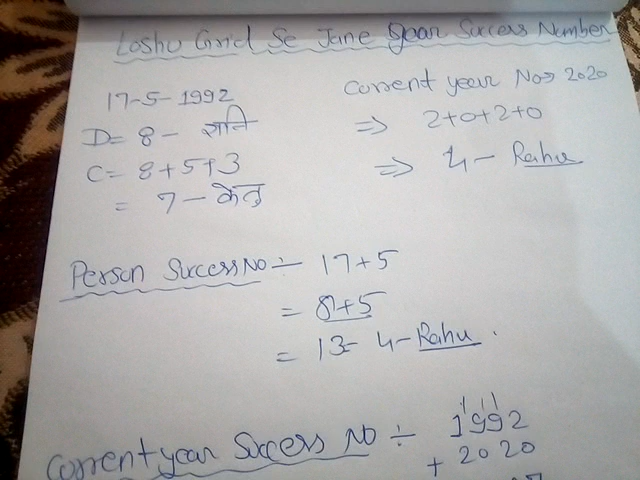 Loshu Grid Se Jane year Success Number
17-5-1992
D= 8 - शनि
C= 8+5+3
= 7 - केतु
Current year No⇒ 2020
⇒ 2+0+2+0
⇒ 4 - Rahu
Person Success No ÷ 17+5
= 8+5
= 13= 4 - Rahu.
Current year Success No ÷ 1992
+ 2020